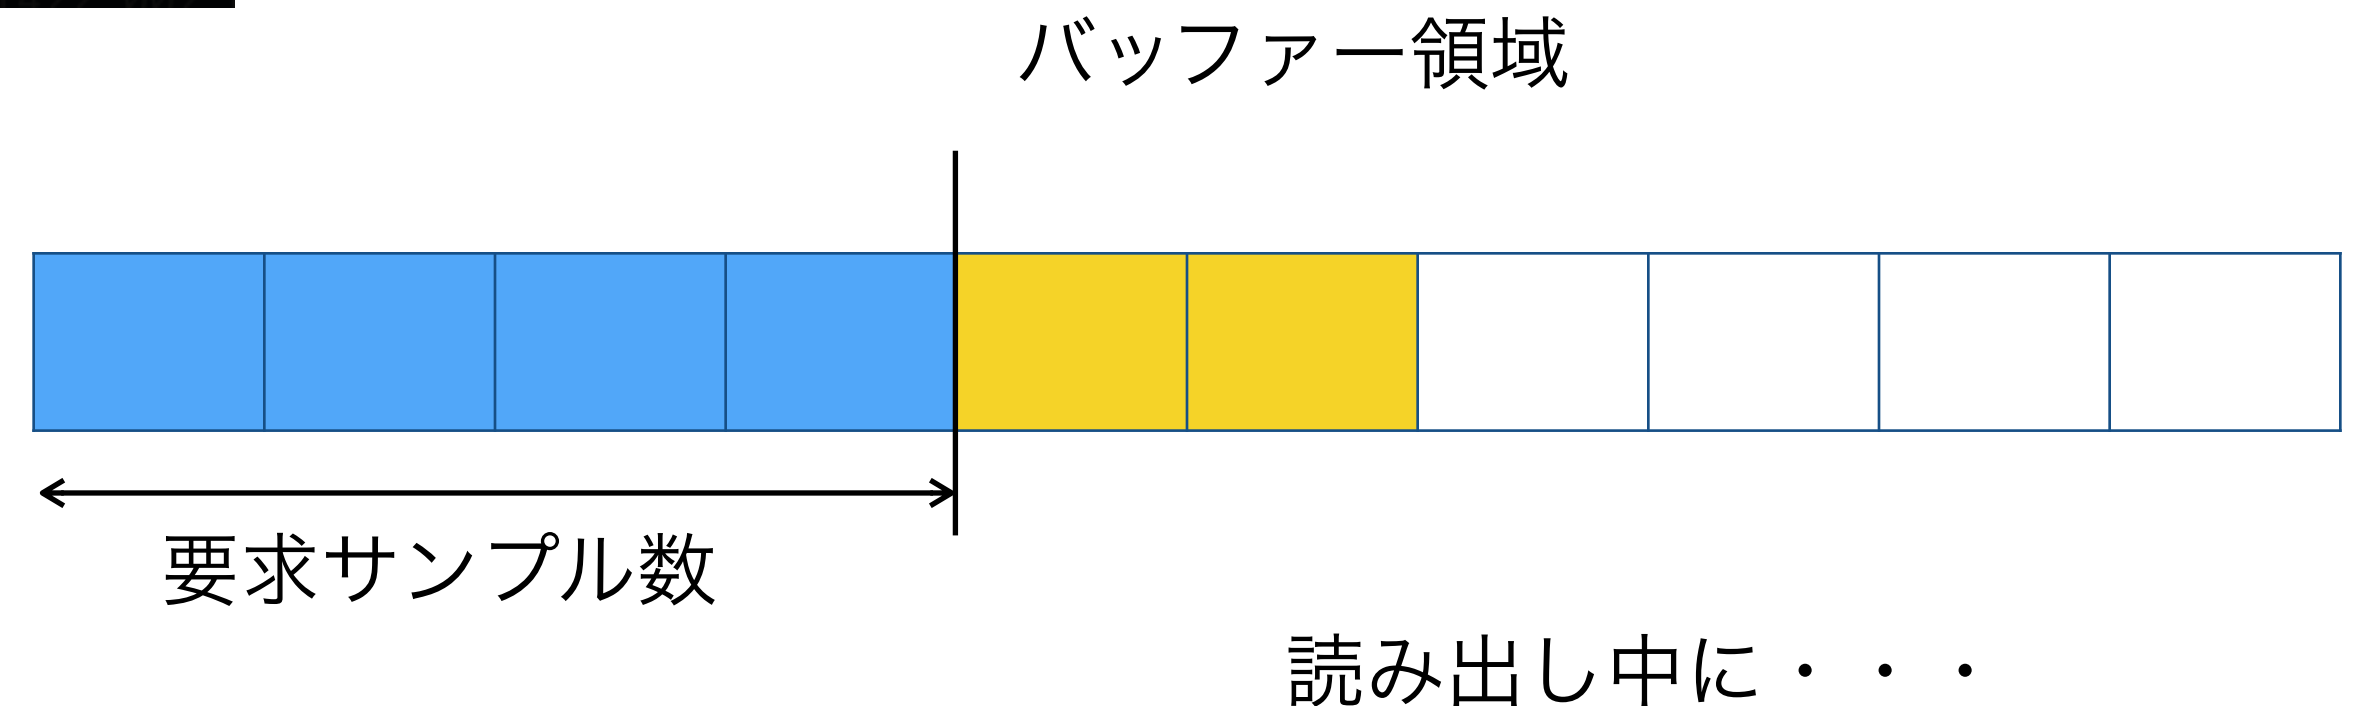 バッファー領域
要求サンプル数
読み出し中に・・・